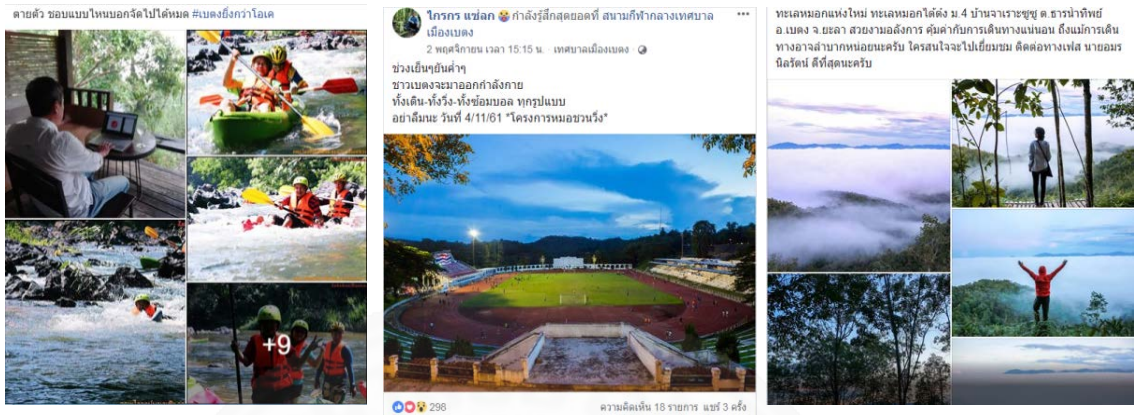 ตายตัว ชอบแบบไหนบอกจัดไปได้หมด #เบตงยิ่งกว่าโอเค
+9
ไกรกร แซ่ลก กำลังรู้สึกสุดยอดที่ สนามกีฬากลางเทศบาล
เมืองเบตง
2 พฤศจิกายน เวลา 15:15 น. · เทศบาลเมืองเบตง ·
ช่วงเย็นๆยันค่ำๆ
ชาวเบตงจะมาออกกำลังกาย
ทั้งเดิน-ทั้งวิ่ง-ทั้งซ้อมบอล ทุกรูปแบบ
อย่าลืมนะ วันที่ 4/11/61 "โครงการหมอชวนวิ่ง"
298
ความคิดเห็น 18 รายการ แชร์ 3 ครั้ง
ทะเลหมอกแห่งใหม่ ทะเลหมอกไต้ต๋ง ม.4 บ้านจาเราะซูซู ต.ธารน้ำทิพย์
อ.เบตง จ.ยะลา สวยงามอลังการ คุ้มค่ากับการเดินทางแน่นอน ถึงแม้การเดิน
ทางอาจลำบากหน่อยนะครับ ใครสนใจจะไปเยี่ยมชม ติดต่อทางเฟส นายอมร
นิลรัตน์ ดีที่สุดนะครับ